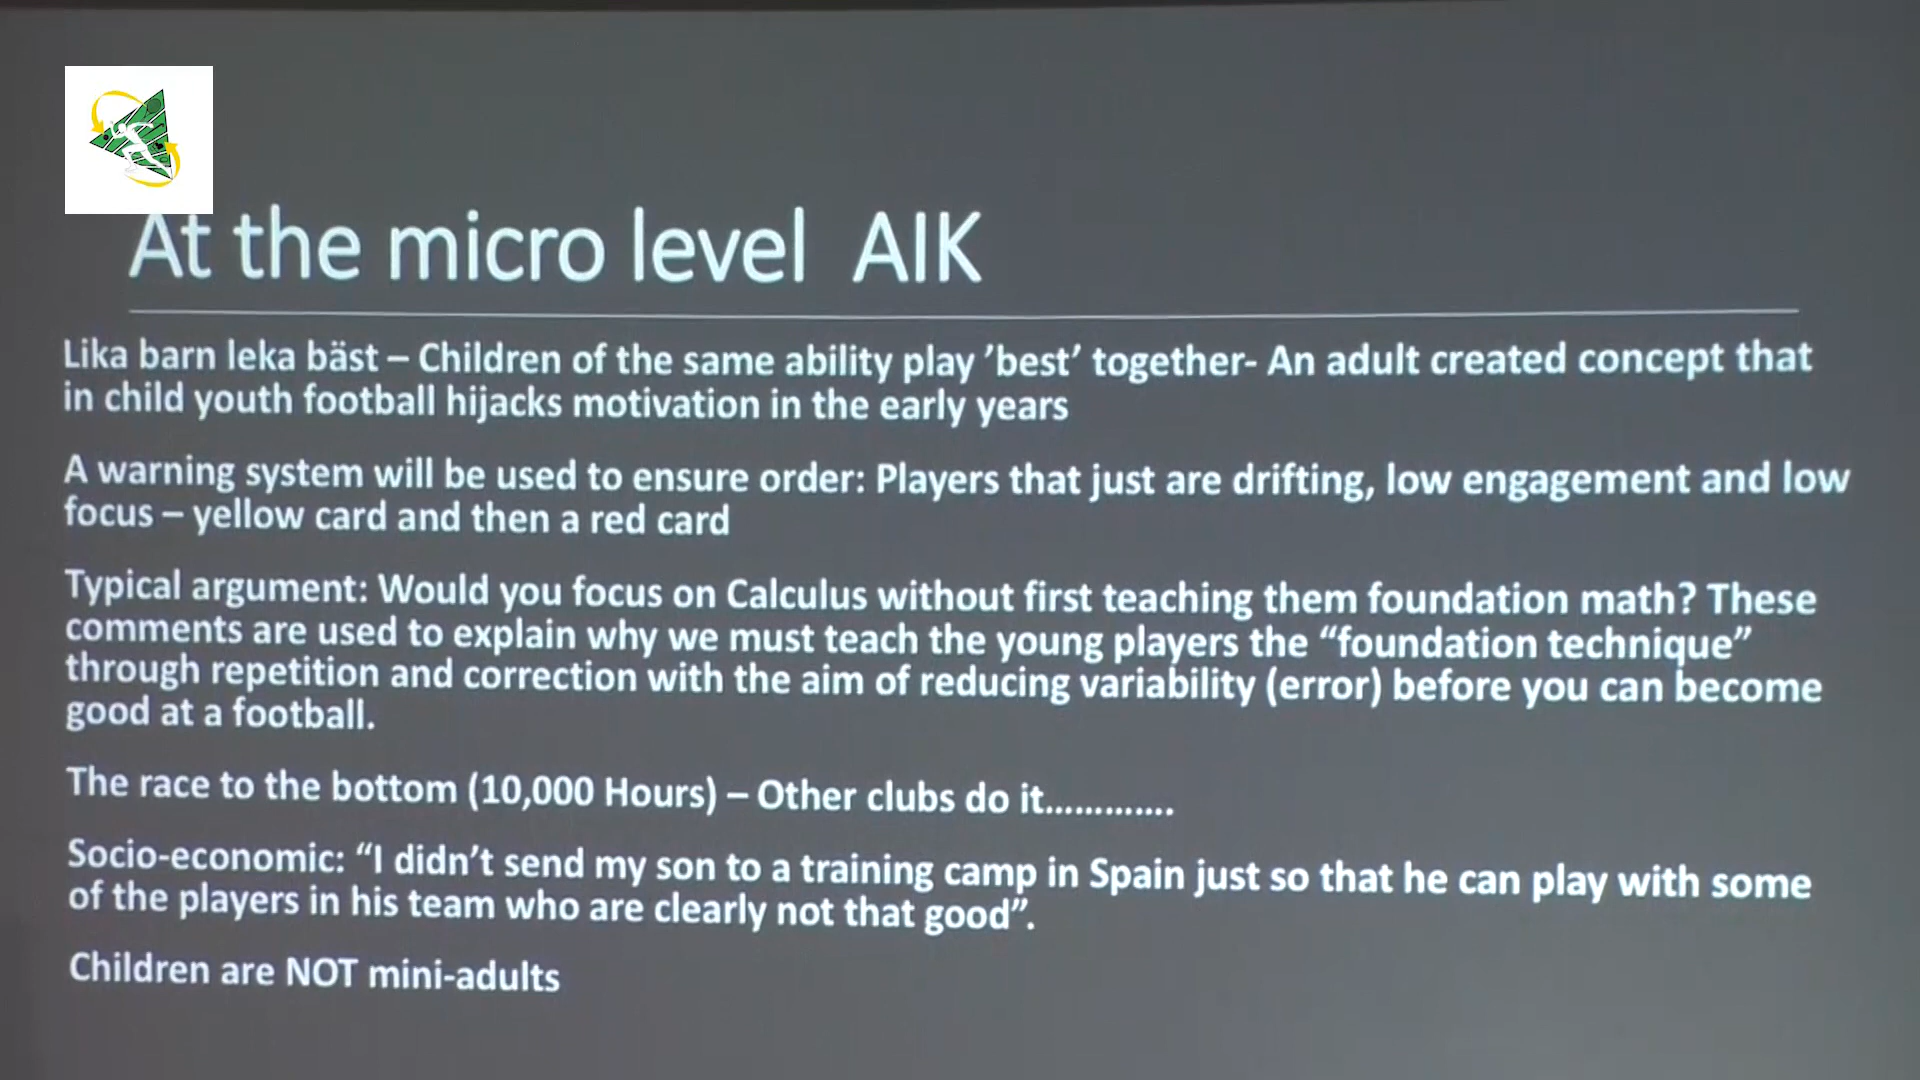 At the micro level  AIK
Lika barn leka bäst – Children of the same ability play ’best’ together- An adult created concept that
in child youth football hijacks motivation in the early years
A warning system will be used to ensure order: Players that just are drifting, low engagement and low
focus – yellow card and then a red card
Typical argument: Would you focus on Calculus without first teaching them foundation math? These
comments are used to explain why we must teach the young players the “foundation technique”
through repetition and correction with the aim of reducing variability (error) before you can become
good at a football.
The race to the bottom (10,000 Hours) – Other clubs do it.............
Socio-economic: “I didn’t send my son to a training camp in Spain just so that he can play with some
of the players in his team who are clearly not that good”.
Children are NOT mini-adults